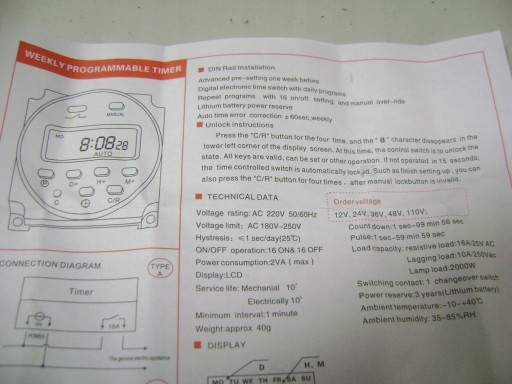 WEEKLY PROGRAMMABLE TIMER
MANUAL
MO
8:08 28
AUTO
P
D+
H+
M+
C
C/R
CONNECTION DIAGRAM
TYPE
A
Timer
16A
POWER
The general electric appliance
DIN Rail Installation
Advanced pre-setting one week before
Digital electronic time switch with daily programs
Repeat programs with 16 on/off setting, and manual over-ride
Lithium battery power reserve
Auto time error correction ±60sec,weekly
Unlock instructions
Press the "C/R" button for the four time, and the " " character disappears in the
lower left corner of the display screen. At this time, the control switch is to unlock the
state. All keys are valid, can be set or other operation. If not operated in 15 seconds,
the time controlled switch is automatically locked. Such as finish setting up, you can
also press the "C/R" button for four times, after manual lockbutton is invalid.
TECHNICAL DATA
Voltage rating: AC 220V 50/60Hz
Voltage limit: AC 180V~250V
Hystresis: ≤1sec/day(25℃)
ON/OFF operation:16 ON& 16 OFF
Power consumption:2VA (max)
Display:LCD
Service life: Mechanial 10
Electrically 10
Minimum interval:1 minute
Weight:approx 40g
Order voltage
12V, 24V, 36V, 48V, 110V;
Count down:1 sec~99 min 56 sec
Pulse:1 sec~59 min 59 sec
Load capacity: resistive load:16A/25V AC
Lagging load:10A/250Vac
Lamp load:2000W
Switching contact: 1 changeover switch
Power reserve:3 years(Lithium battery)
Ambient temperature:-10~+40℃
Ambient humidity: 35~85%RH
DISPLAY
D
H, M
MO TU WE TH FR SA SU